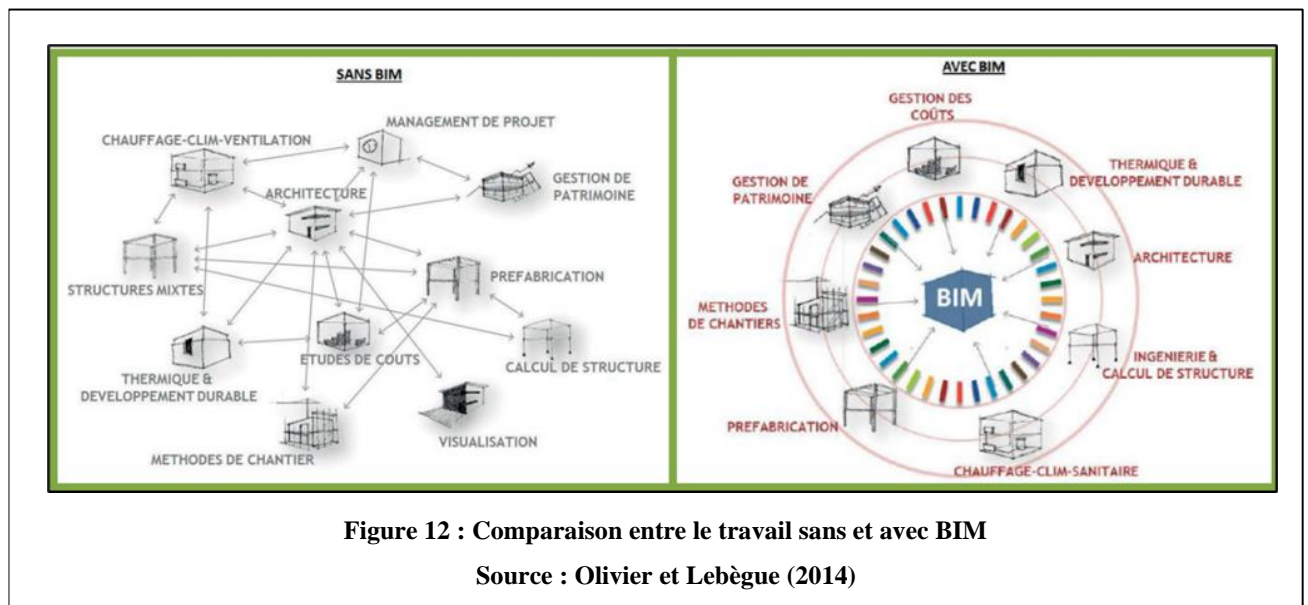 SANS BIM
MANAGEMENT DE PROJET
CHAUFFAGE-CLIM-VENTILATION
ARCHITECTURE
GESTION DE
PATRIMOINE
STRUCTURES MIXTES
PREFABRICATION
ETUDES DE COUTS
CALCUL DE STRUCTURE
THERMIQUE &
DEVELOPPEMENT DURABLE
VISUALISATION
METHODES DE CHANTIER
AVEC BIM
GESTION DES
COÛTS
THERMIQUE &
DEVELOPPEMENT DURABLE
GESTION DE
PATRIMOINE
ARCHITECTURE
BIM
METHODES
DE CHANTIERS
INGENIERIE &
CALCUL DE STRUCTURE
PREFABRICATION
CHAUFFAGE-CLIM-SANITAIRE
Figure 12 : Comparaison entre le travail sans et avec BIM
Source : Olivier et Lebègue (2014)